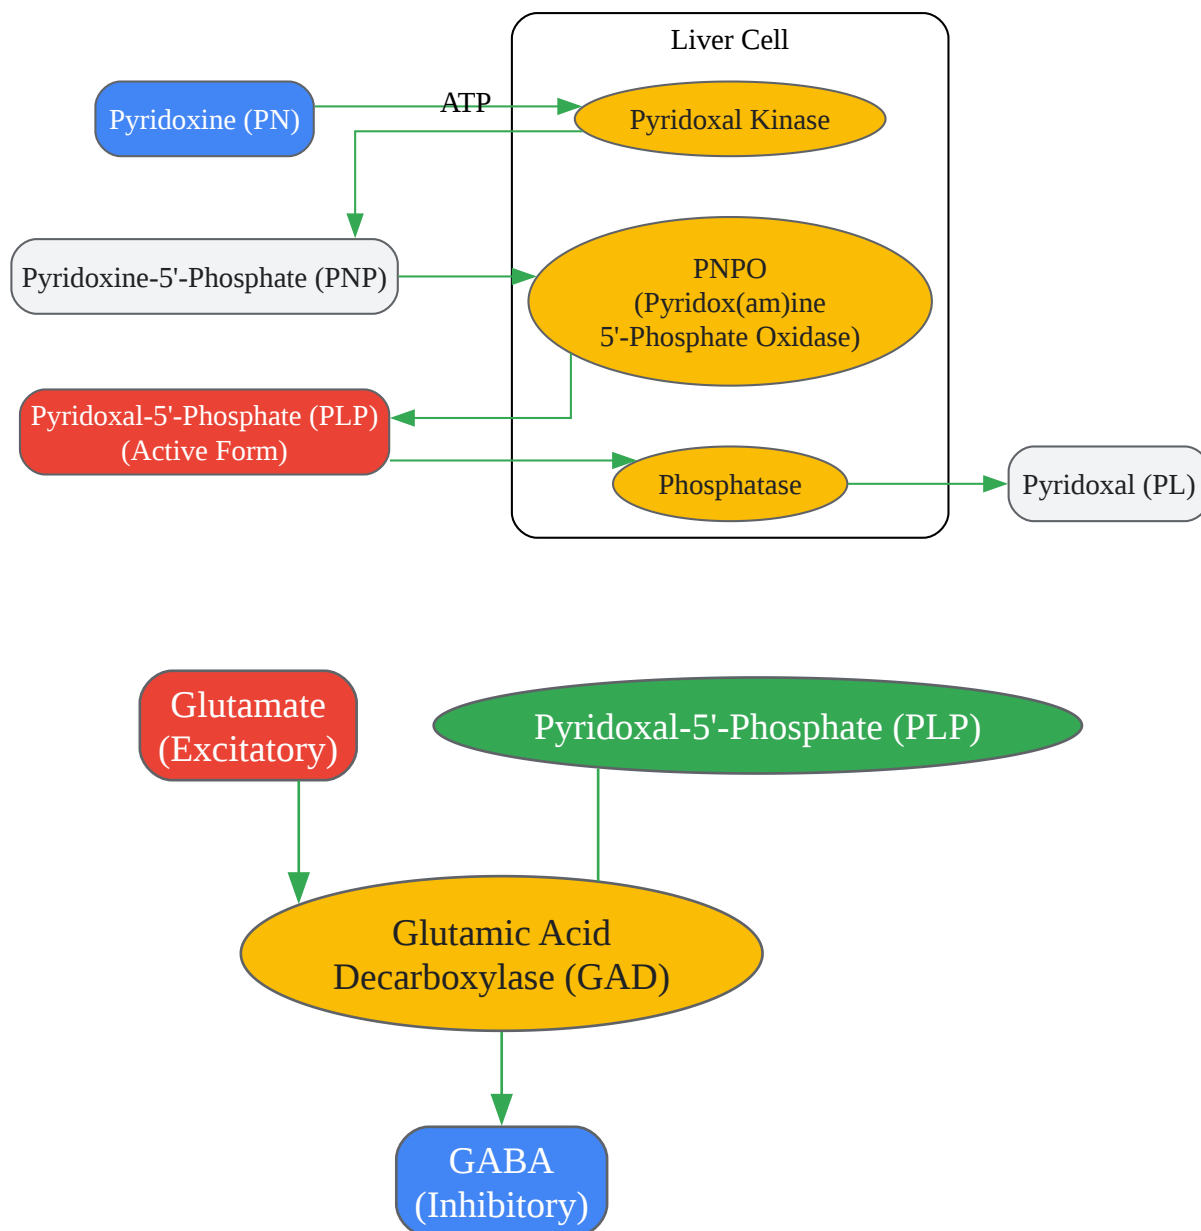 Liver Cell
Pyridoxine (PN)
ATP
Pyridoxal Kinase
Pyridoxine-5'-Phosphate (PNP)
PNPO
(Pyridox(am)ine
5'-Phosphate Oxidase)
Pyridoxal-5'-Phosphate (PLP)
(Active Form)
Phosphatase
Pyridoxal (PL)
Glutamate
(Excitatory)
Pyridoxal-5'-Phosphate (PLP)
Glutamic Acid
Decarboxylase (GAD)
GABA
(Inhibitory)